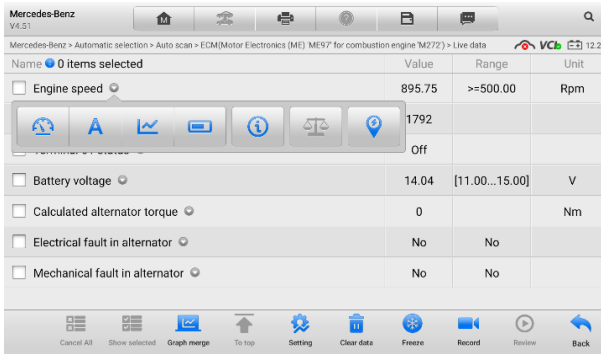 Mercedes-Benz
V4.51
M
?
Mercedes-Benz > Automatic selection > Auto scan > ECM(Motor Electronics (ME) 'ME97' for combustion engine 'M272') > Live data
VCI
12.2
Name 0 items selected Value Range Unit
Engine speed 895.75 >=500.00 Rpm
A
1792
Off
Battery voltage 14.04 [11.00...15.00] V
Calculated alternator torque 0 Nm
Electrical fault in alternator No No
Mechanical fault in alternator No No
Cancel All Show selected Graph merge To top Setting Clear data Freeze Record Review Back